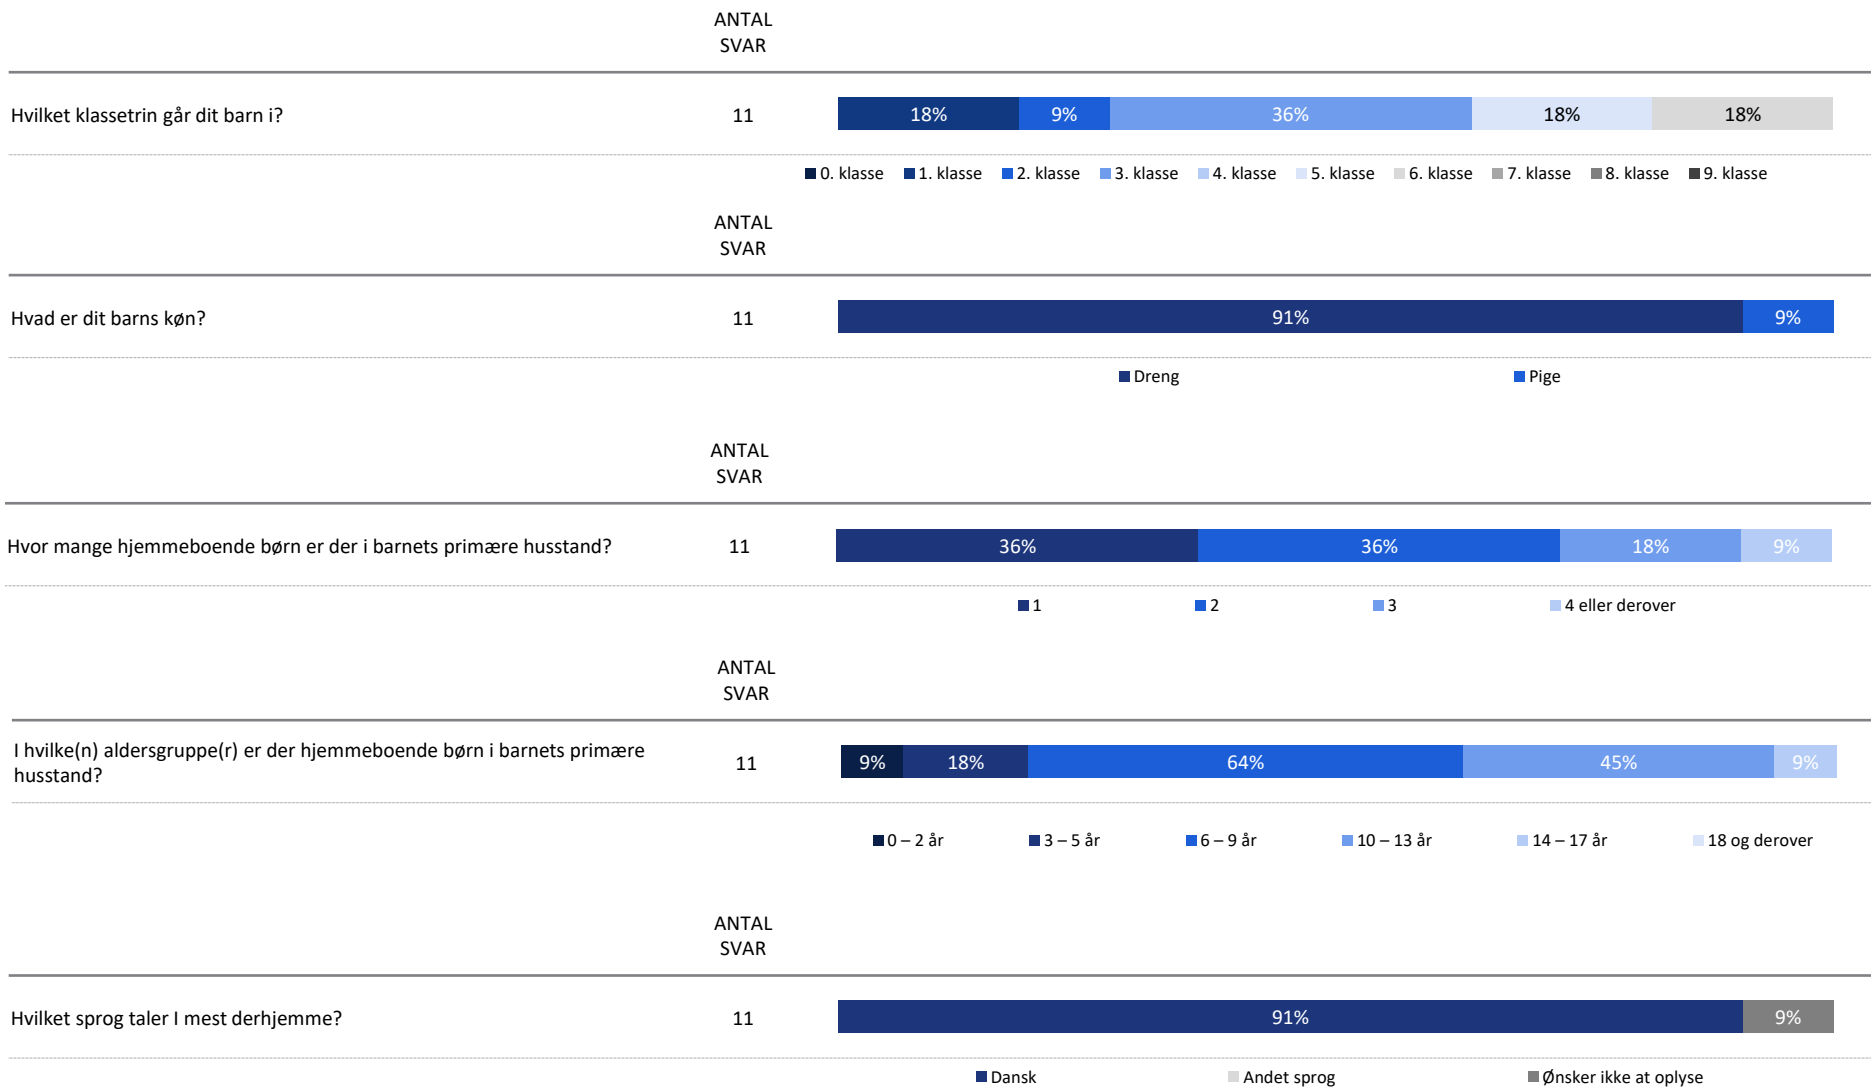 ANTAL
SVAR
Hvilket klassetrin går dit barn i?
11
18%
9%
36%
18%
18%
0. klasse
1. klasse
2. klasse
3. klasse
4. klasse
5. klasse
6. klasse
7. klasse
8. klasse
9. klasse
ANTAL
SVAR
Hvad er dit barns køn?
11
91%
9%
Dreng
Pige
ANTAL
SVAR
Hvor mange hjemmeboende børn er der i barnets primære husstand?
11
36%
36%
18%
9%
1
2
3
4 eller derover
ANTAL
SVAR
I hvilke(n) aldersgruppe(r) er der hjemmeboende børn i barnets primære
husstand?
11
9%
18%
64%
45%
9%
0 – 2 år
3 – 5 år
6 – 9 år
10 – 13 år
14 – 17 år
18 og derover
ANTAL
SVAR
Hvilket sprog taler I mest derhjemme?
11
91%
9%
Dansk
Andet sprog
Ønsker ikke at oplyse